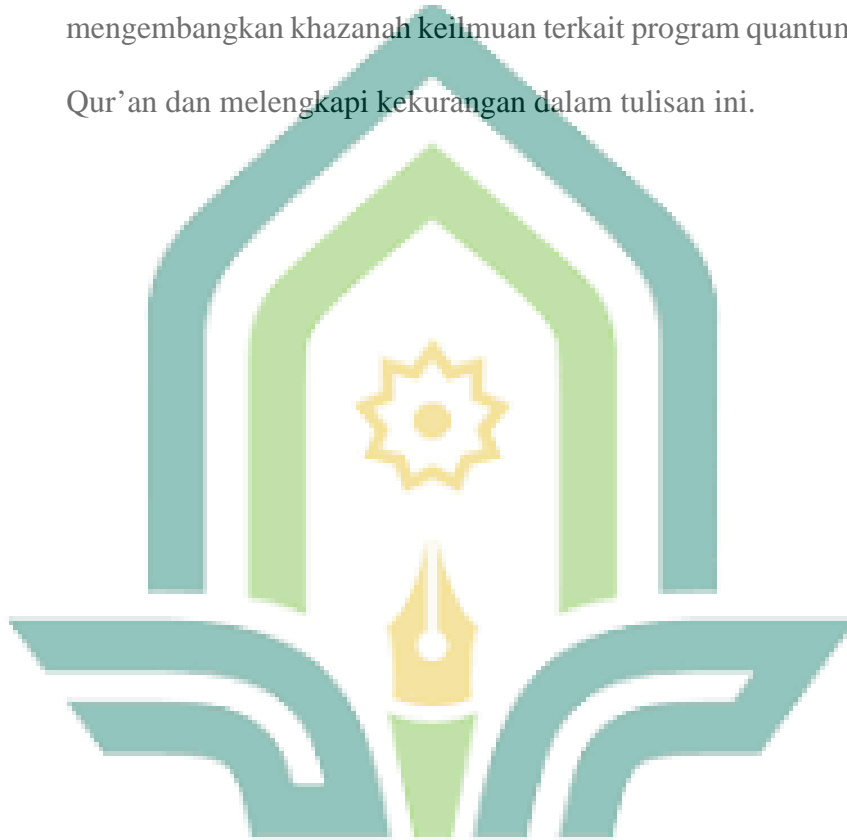 mengembangkan khazanah keilmuan terkait program quantum
Qur’an dan melengkapi kekurangan dalam tulisan ini.